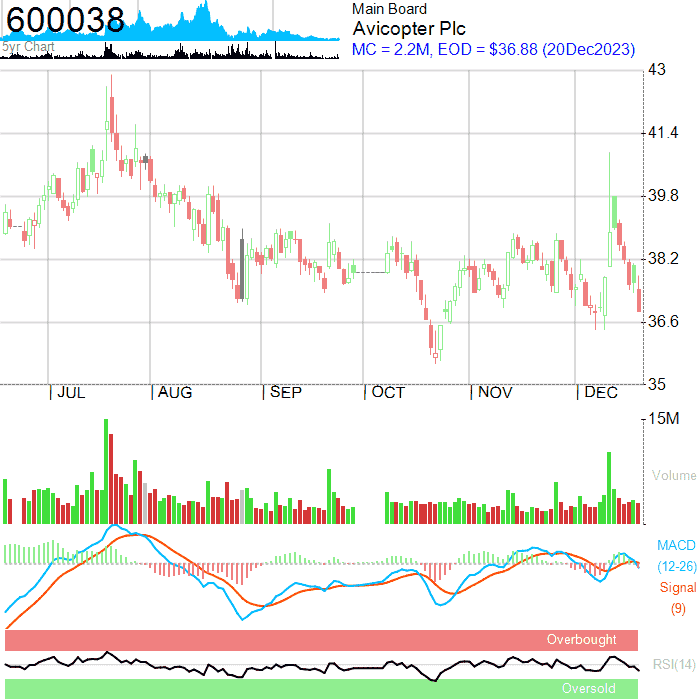 600038
5yr Chart
Main Board
Avicopter Plc
MC = 2.2M, EOD = $36.88 (20Dec2023)
43
41.4
39.8
38.2
36.6
35
JUL AUG SEP OCT NOV DEC
15M
Volume
MACD
(12-26)
Signal
(9)
Overbought
RSI(14)
Oversold